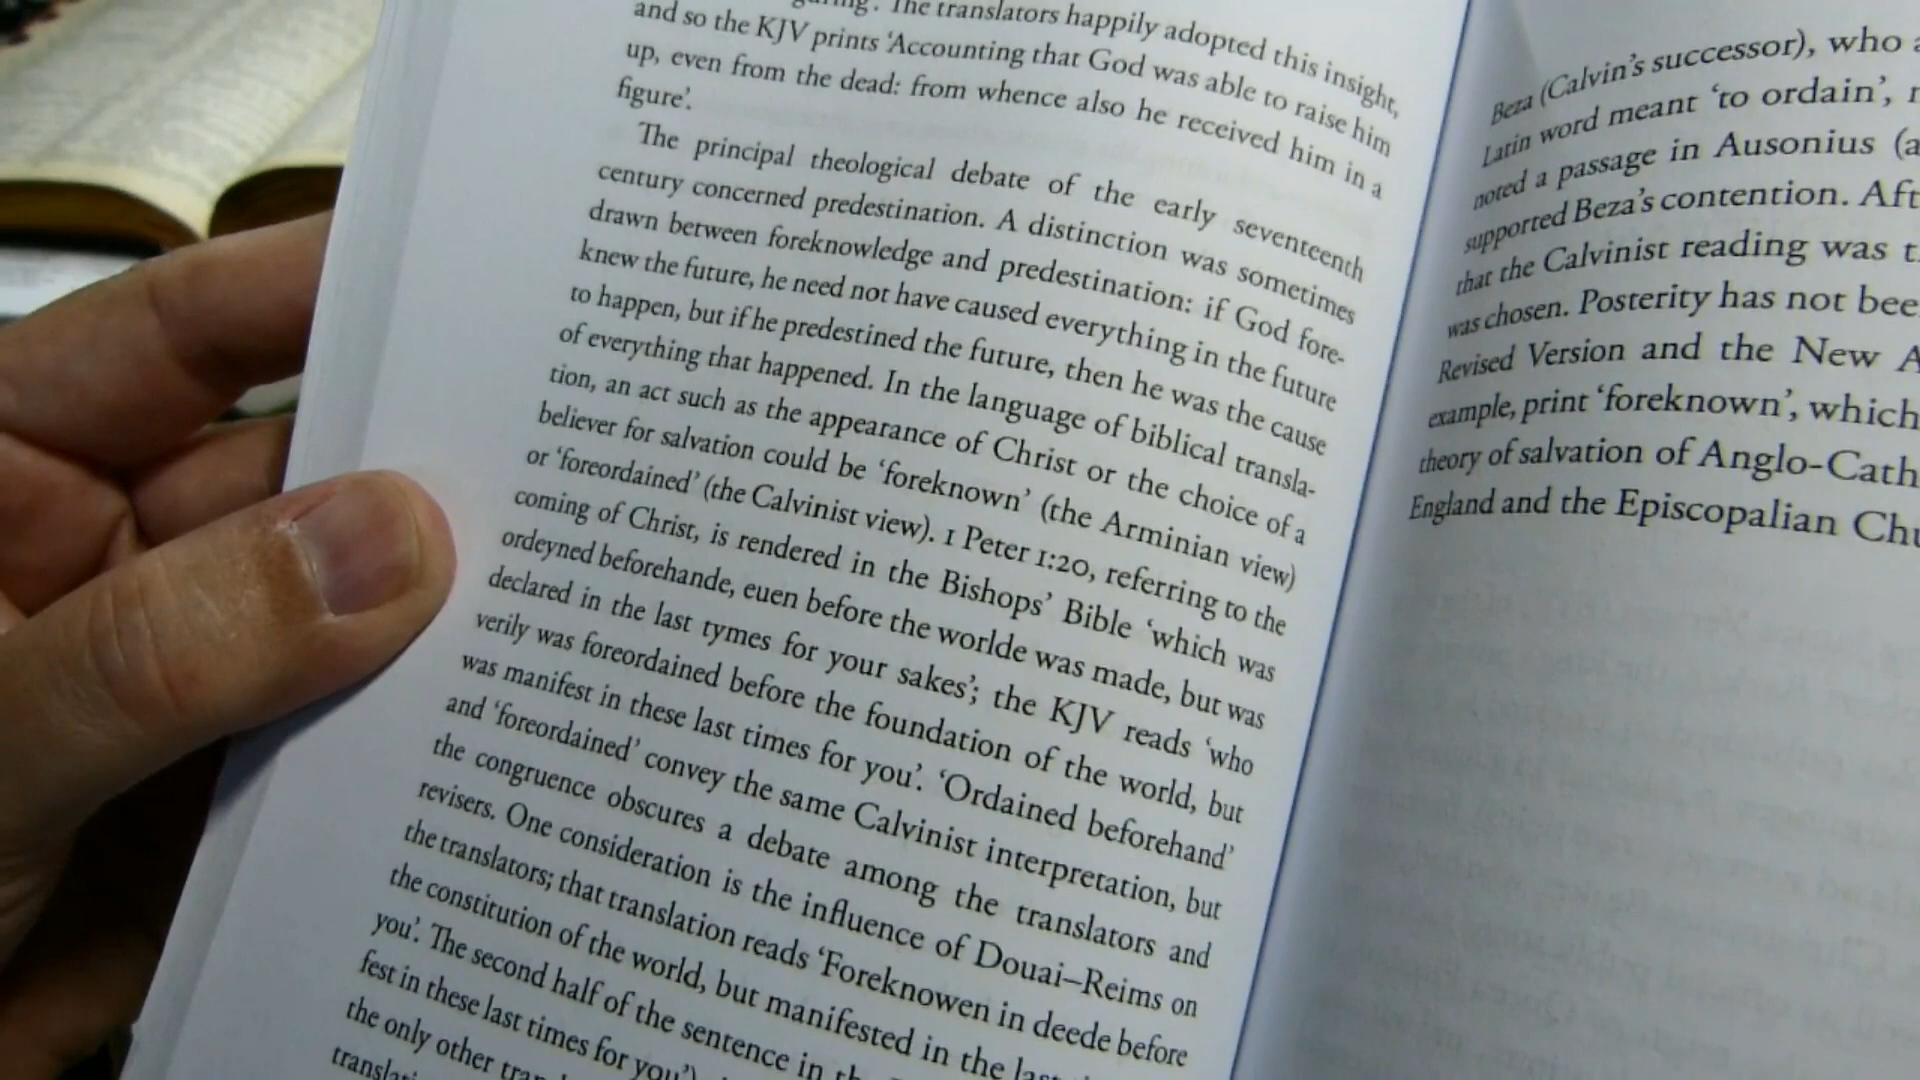 The translators happily adopted this insight,
and so the KJV prints ‘Accounting that God was able to raise him
up, even from the dead: from whence also he received him in a
figure’.
The principal theological debate of the early seventeenth
century concerned predestination. A distinction was sometimes
drawn between foreknowledge and predestination: if God fore-
knew the future, he need not have caused everything in the future
to happen, but if he predestined the future, then he was the cause
of everything that happened. In the language of biblical transla-
tion, an act such as the appearance of Christ or the choice of a
believer for salvation could be ‘foreknown’ (the Arminian view)
or ‘foreordained’ (the Calvinist view). 1 Peter 1:20, referring to the
coming of Christ, is rendered in the Bishops’ Bible ‘which was
ordeyned beforehande, euen before the worlde was made, but was
declared in the last tymes for your sakes’; the KJV reads ‘who
verily was foreordained before the foundation of the world, but
was manifest in these last times for you’. ‘Ordained beforehand’
and ‘foreordained’ convey the same Calvinist interpretation, but
the congruence obscures a debate among the translators and
revisers. One consideration is the influence of Douai–Reims on
the translators; that translation reads ‘Foreknowen in deede before
the constitution of the world, but manifested in the last
you’. The second half of the sentence in
fest in these last times for you’)
the only other
Beza (Calvin’s successor), who
Latin word meant ‘to ordain’,
noted a passage in Ausonius
supported Beza’s contention.
that the Calvinist reading was
was chosen. Posterity has not
Revised Version and the New
example, print ‘foreknown’, which
theory of salvation of
England and the Episcopalian